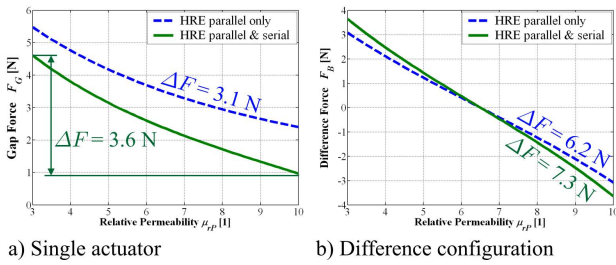 HRE parallel only
HRE parallel & serial
Gap Force F_G [N]
6
5
4
3
2
1
0
ΔF = 3.1 N
ΔF = 3.6 N
3 4 5 6 7 8 9 10
Relative Permeability μ_rP [1]
a) Single actuator
HRE parallel only
HRE parallel & serial
Difference Force F_B [N]
4
3
2
1
0
-1
-2
-3
-4
ΔF = 6.2 N
ΔF = 7.3 N
3 4 5 6 7 8 9 10
Relative Permeability μ_rP [1]
b) Difference configuration